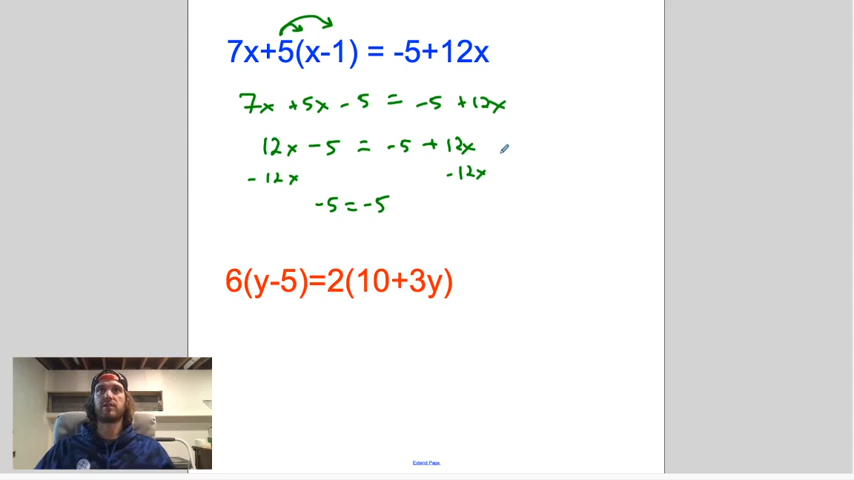 7x+5(x-1) = -5+12x
7x +5x - 5 = -5 +12x
12x - 5 = -5 + 12x
- 12x -12x
-5 = -5
6(y-5)=2(10+3y)
Extend Page